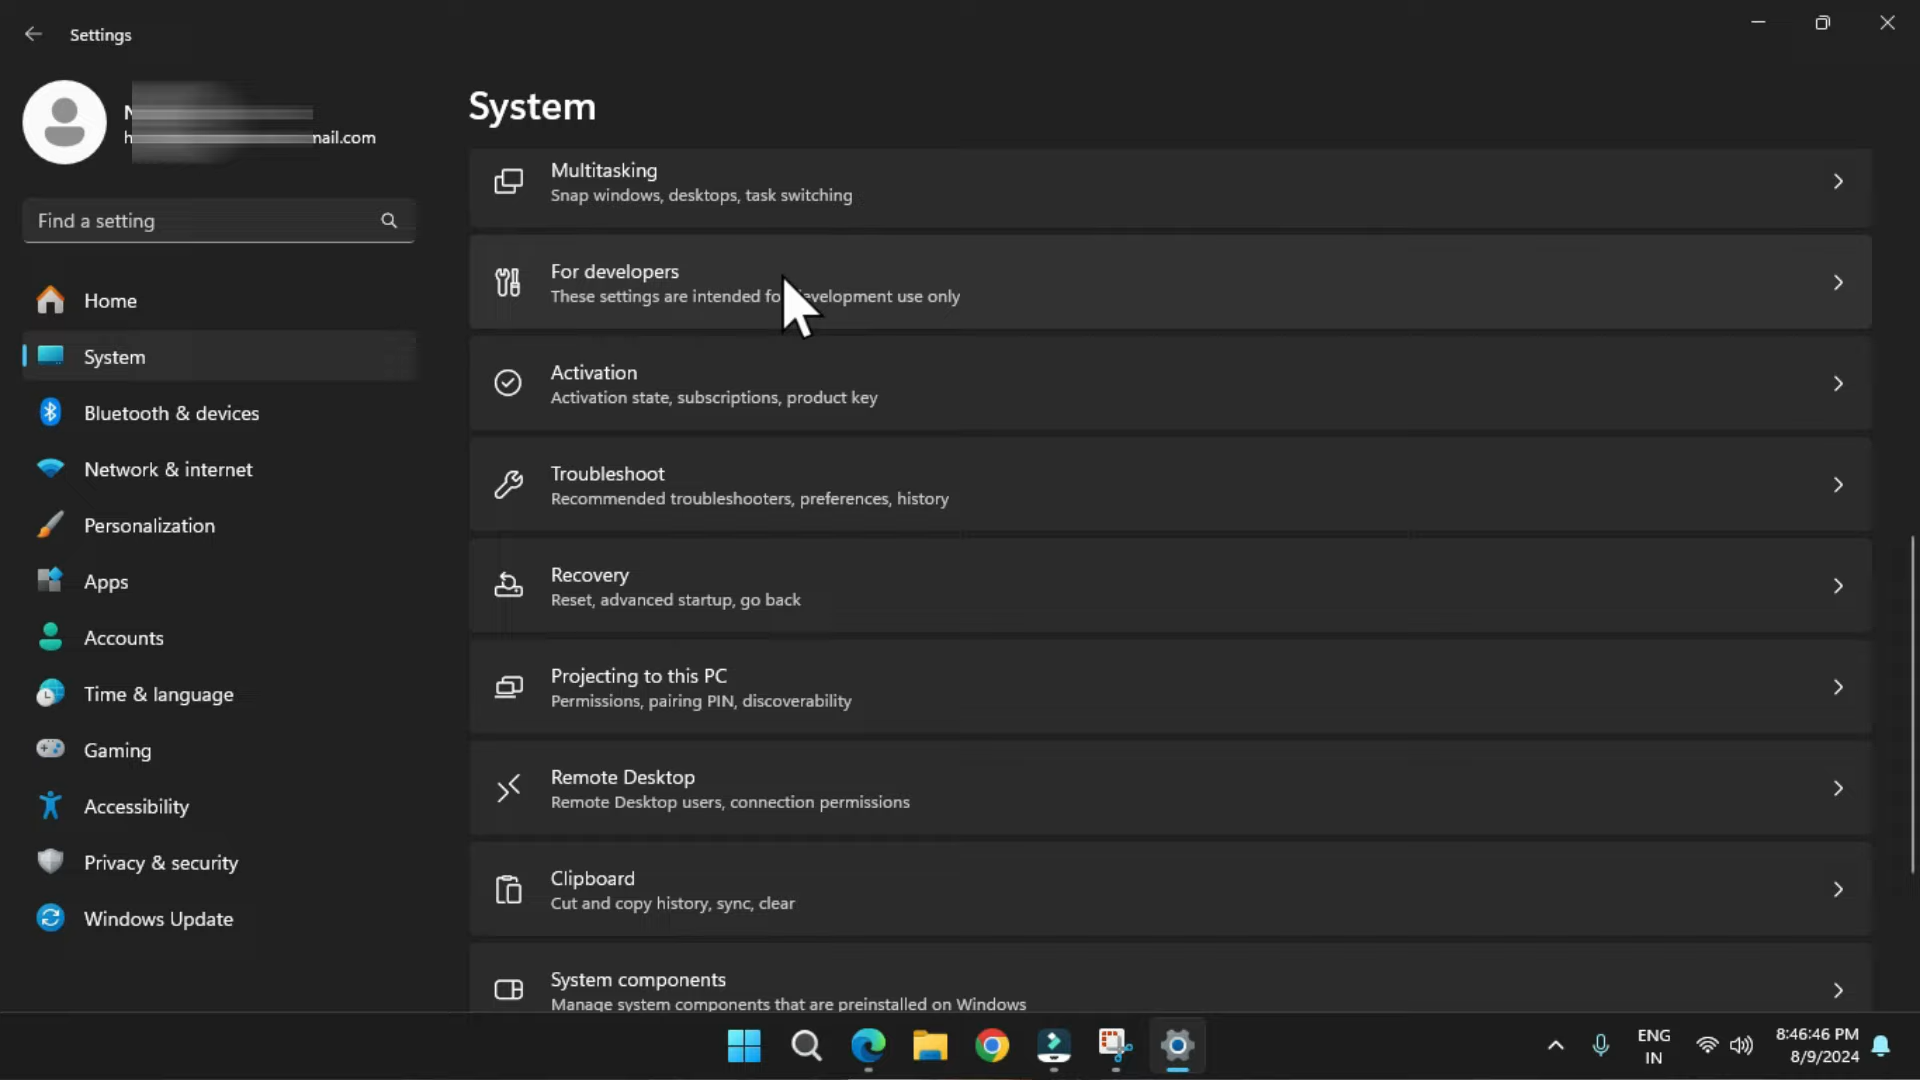 Settings
mail.com
Find a setting
Home
System
Bluetooth & devices
Network & internet
Personalization
Apps
Accounts
Time & language
Gaming
Accessibility
Privacy & security
Windows Update
System
Multitasking
Snap windows, desktops, task switching
For developers
These settings are intended fo velopment use only
Activation
Activation state, subscriptions, product key
Troubleshoot
Recommended troubleshooters, preferences, history
Recovery
Reset, advanced startup, go back
Projecting to this PC
Permissions, pairing PIN, discoverability
Remote Desktop
Remote Desktop users, connection permissions
Clipboard
Cut and copy history, sync, clear
System components
Manage system components that are preinstalled on Windows
ENG
IN
8:46:46 PM
8/9/2024